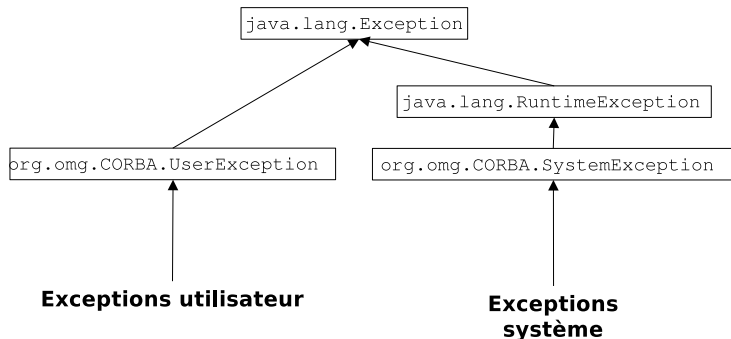 java.lang.Exception
java.lang.RuntimeException
org.omg.CORBA.UserException
org.omg.CORBA.SystemException
Exceptions utilisateur
Exceptions
système